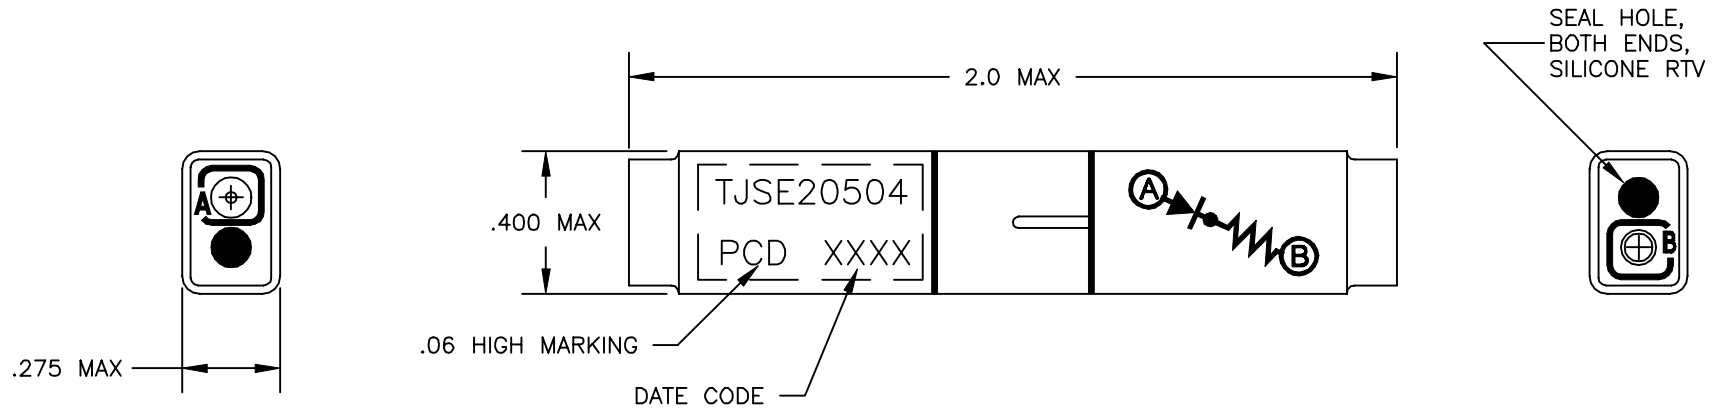 SEAL HOLE,
BOTH ENDS,
SILICONE RTV
2.0 MAX
A
.400 MAX
TJSE20504
PCD XXXX
A
B
B
.06 HIGH MARKING
.275 MAX
DATE CODE